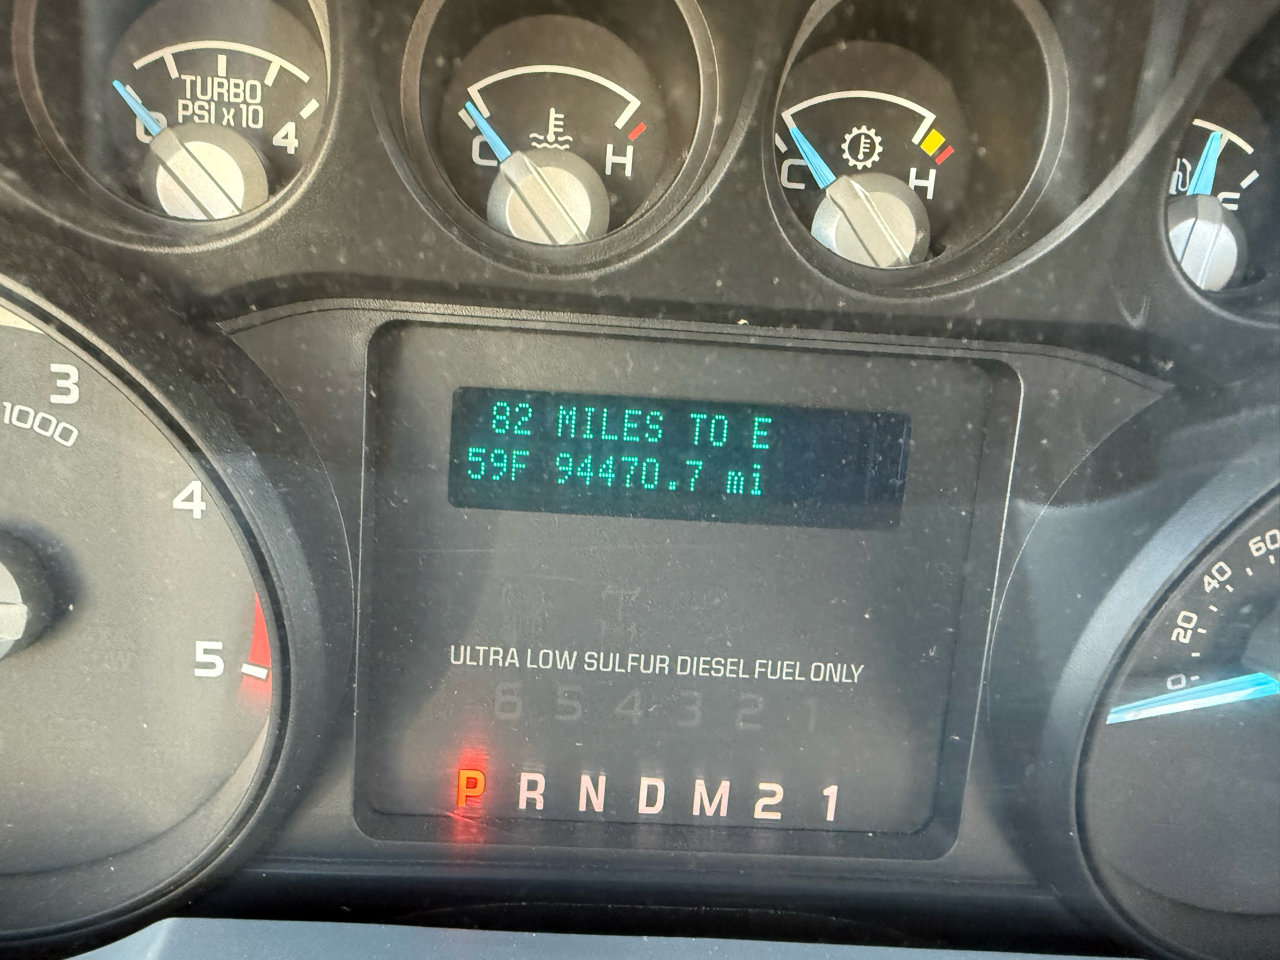 TURBO
PSI x 10
0
4
C
H
C
H
82 MILES TO E
59F 94470.7 mi
3
1000
4
5
ULTRA LOW SULFUR DIESEL FUEL ONLY
6 5 4 3 2 1
P R N D M 2 1
60
40
20
0